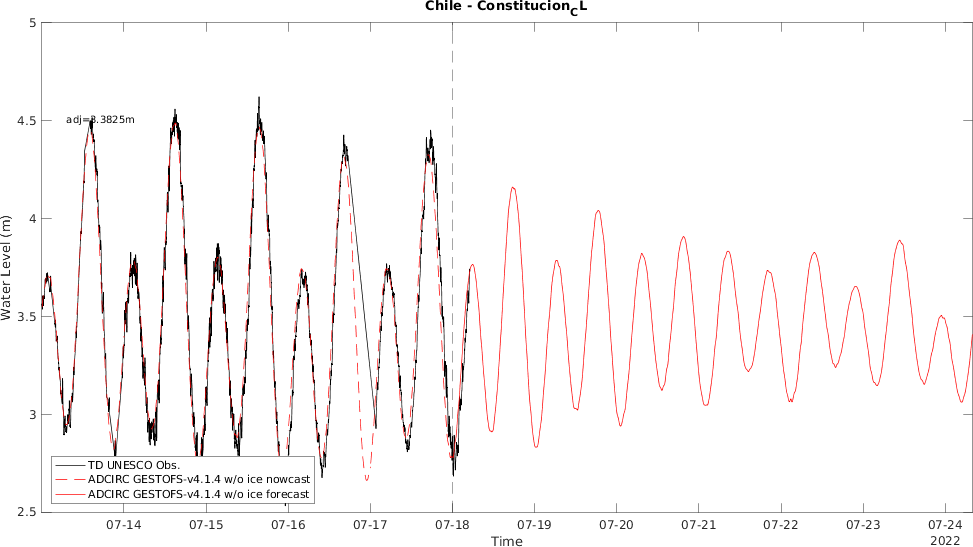 Chile - Constitucion_CL
5
4.5
4
3.5
3
2.5
Water Level (m)
adj=3.3825m
TD UNESCO Obs.
ADCIRC GESTOFS-v4.1.4 w/o ice nowcast
ADCIRC GESTOFS-v4.1.4 w/o ice forecast
07-14 07-15 07-16 07-17 07-18 07-19 07-20 07-21 07-22 07-23 07-24
Time 2022